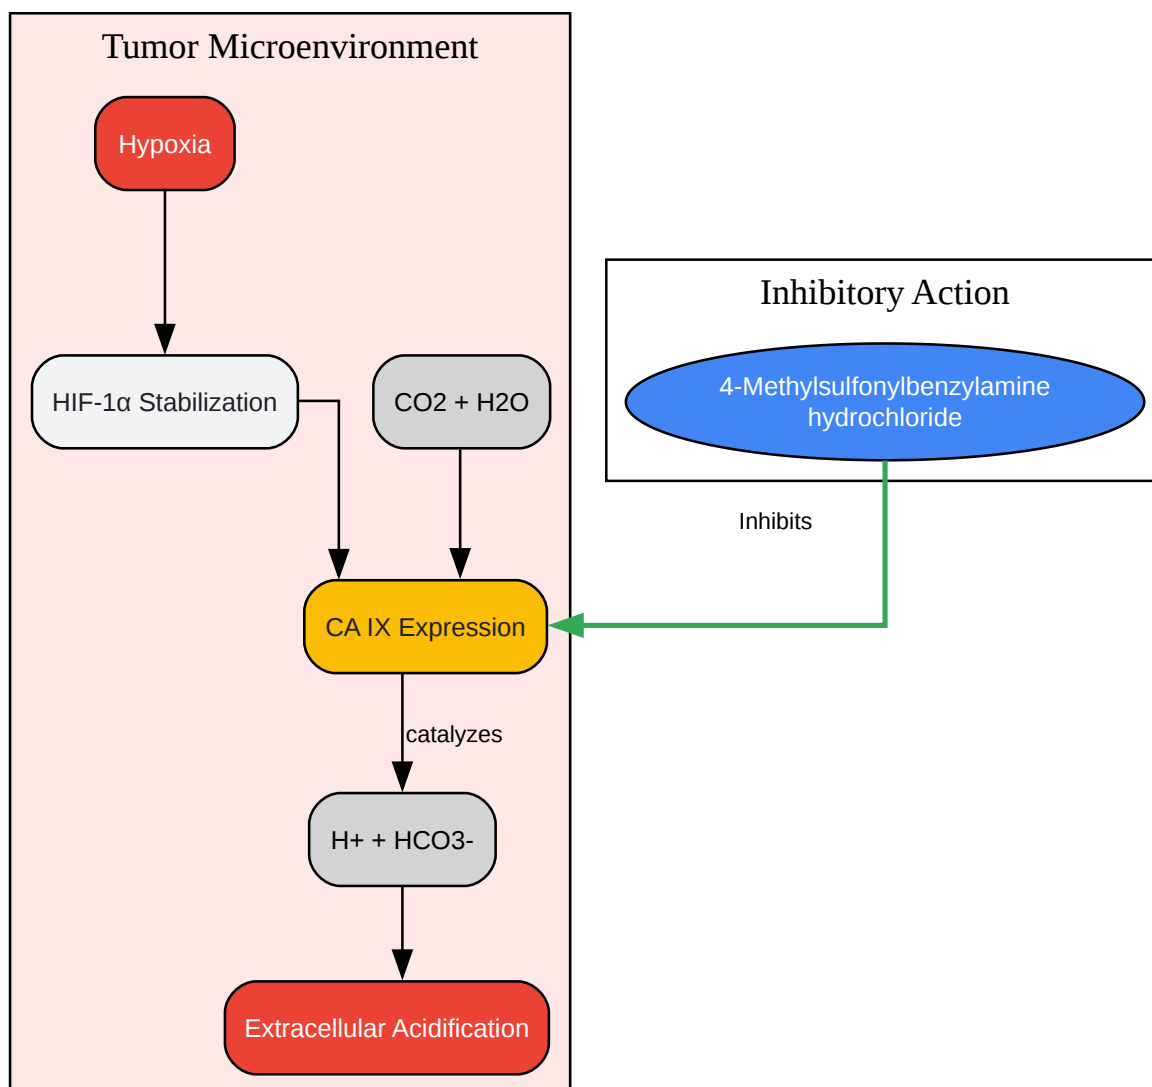 Tumor Microenvironment
Hypoxia
HIF-1α Stabilization
CO2 + H2O
Inhibitory Action
4-Methylsulfonylbenzylamine
hydrochloride
Inhibits
CA IX Expression
catalyzes
H+ + HCO3-
Extracellular Acidification